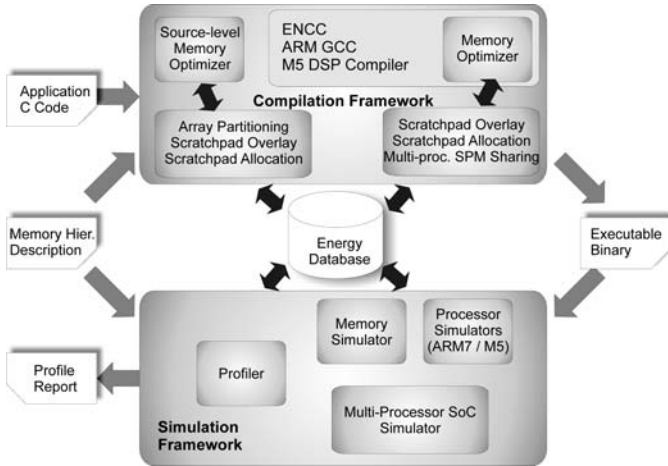 Source-level
Memory
Optimizer
ENCC
ARM GCC
M5 DSP Compiler
Memory
Optimizer
Application
C Code
Compilation Framework
Array Partitioning
Scratchpad Overlay
Scratchpad Allocation
Scratchpad Overlay
Scratchpad Allocation
Multi-proc. SPM Sharing
Memory Hier.
Description
Energy
Database
Executable
Binary
Memory
Simulator
Processor
Simulators
(ARM7 / M5)
Profile
Report
Profiler
Multi-Processor SoC
Simulator
Simulation
Framework